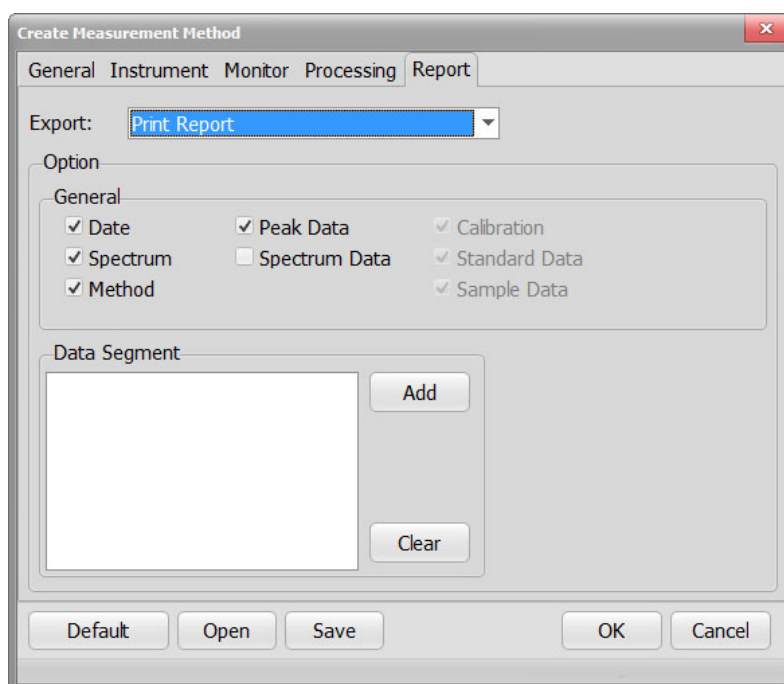 Create Measurement Method
General Instrument Monitor Processing Report
Export: Print Report
Option
General
Date Peak Data Calibration
Spectrum Spectrum Data Standard Data
Method Sample Data
Data Segment
Add
Clear
Default Open Save OK Cancel